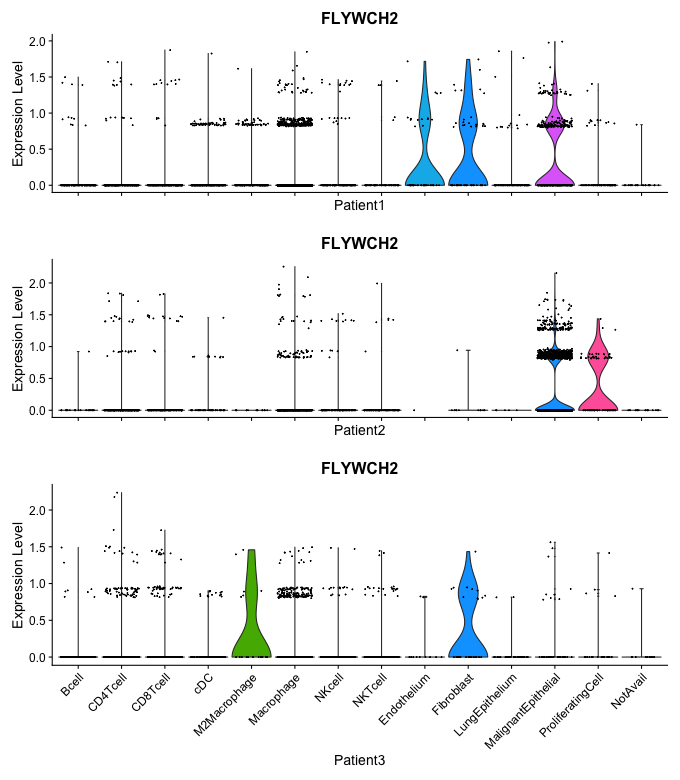 FLYWCH2
Expression Level
2.0
1.5
1.0
0.5
0.0
Patient1
FLYWCH2
Expression Level
2.0
1.5
1.0
0.5
0.0
Patient2
FLYWCH2
Expression Level
2.0
1.5
1.0
0.5
0.0
Bcell
CD4Tcell
CD8Tcell
cDC
M2Macrophage
Macrophage
NKcell
NKTcell
Endothelium
Fibroblast
LungEpithelium
MalignantEpithelial
ProliferatingCell
NotAvail
Patient3